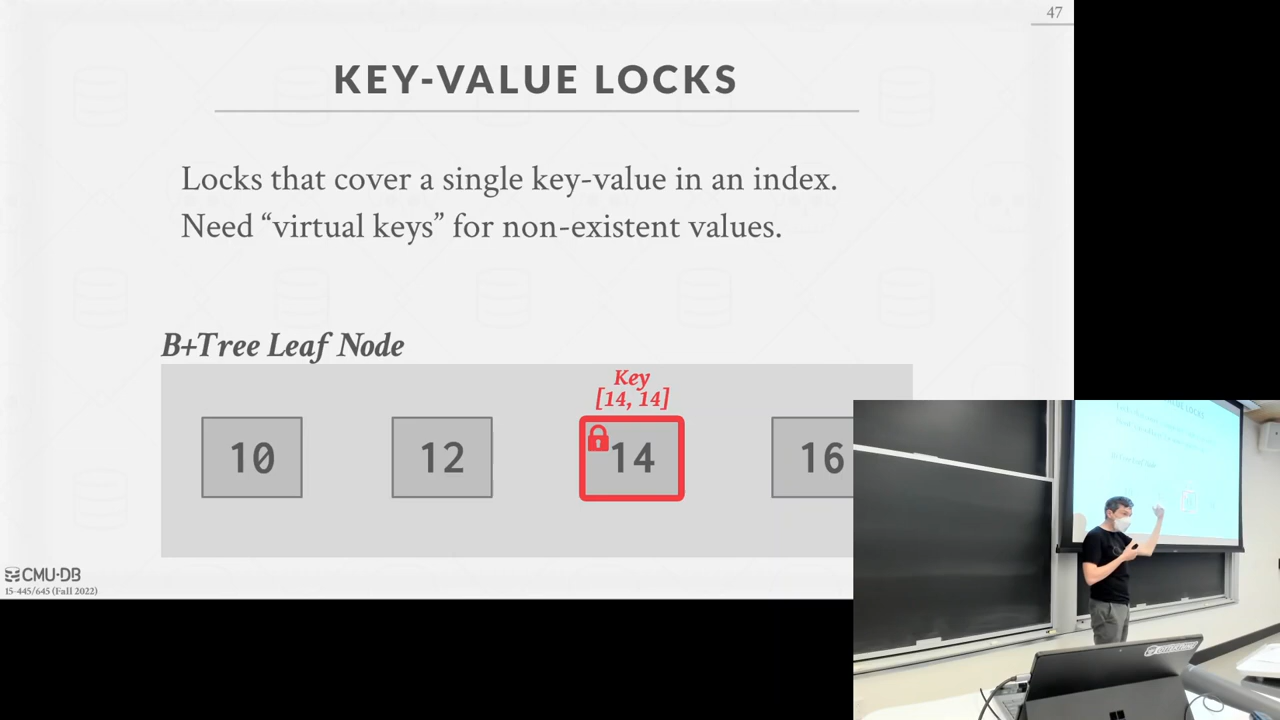 47
KEY-VALUE LOCKS
Locks that cover a single key-value in an index.
Need “virtual keys” for non-existent values.
B+Tree Leaf Node
Key
[14, 14]
10 12 14 16
CMU·DB
15-445/645 (Fall 2022)